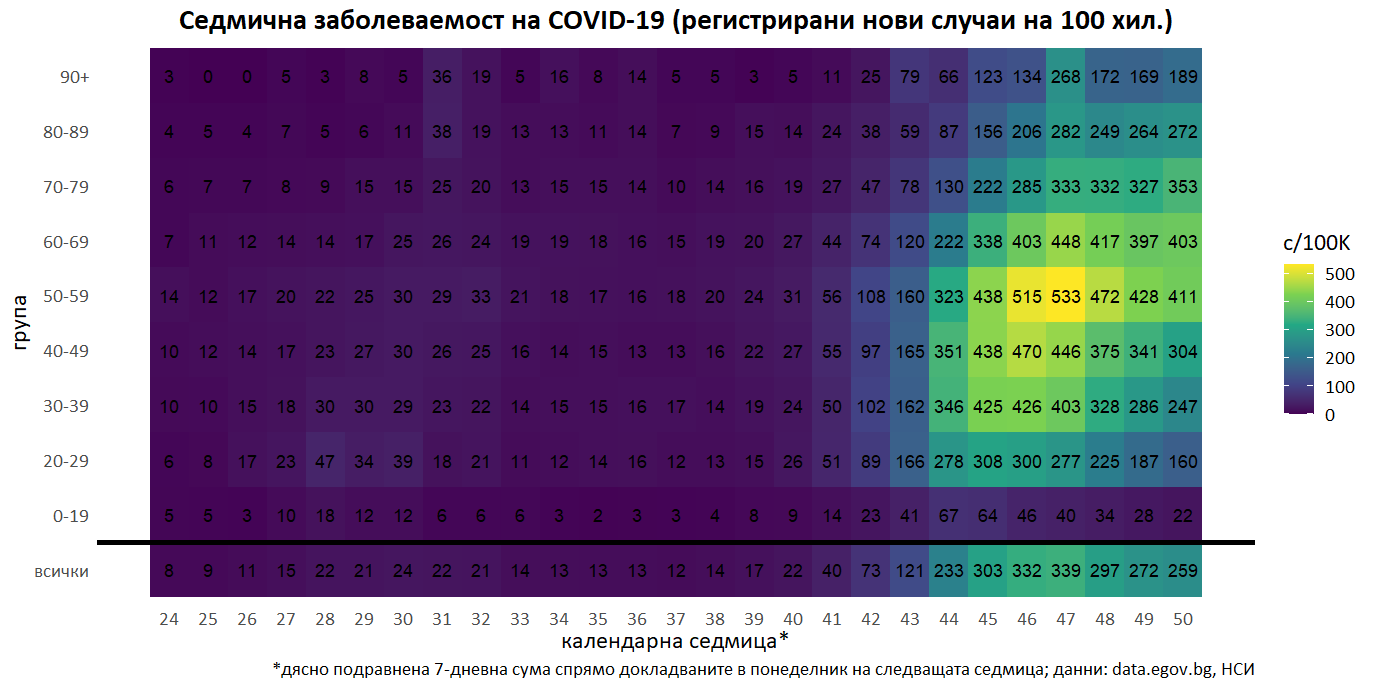 Седмична заболеваемост на COVID-19 (регистрирани нови случаи на 100 хил.)
90+ 3 0 0 5 3 8 5 36 19 5 16 8 14 5 5 3 5 11 25 79 66 123 134 268 172 169 189
80-89 4 5 4 7 5 6 11 38 19 13 13 11 14 7 9 15 14 24 38 59 87 156 206 282 249 264 272
70-79 6 7 7 8 9 15 15 25 20 13 15 15 14 10 14 16 19 27 47 78 130 222 285 333 332 327 353
60-69 7 11 12 14 14 17 25 26 24 19 19 18 16 15 19 20 27 44 74 120 222 338 403 448 417 397 403
50-59 14 12 17 20 22 25 30 29 33 21 18 17 16 18 20 24 31 56 108 160 323 438 515 533 472 428 411
40-49 10 12 14 17 23 27 30 26 25 16 14 15 13 13 16 22 27 55 97 165 351 438 470 446 375 341 304
30-39 10 10 15 18 30 30 29 23 22 14 15 15 16 17 14 19 24 50 102 162 346 425 426 403 328 286 247
20-29 6 8 17 23 47 34 39 18 21 11 12 14 16 12 13 15 26 51 89 166 278 308 300 277 225 187 160
0-19 5 5 3 10 18 12 12 6 6 6 3 2 3 3 4 8 9 14 23 41 67 64 46 40 34 28 22
всички 8 9 11 15 22 21 24 22 21 14 13 13 13 12 14 17 22 40 73 121 233 303 332 339 297 272 259
24 25 26 27 28 29 30 31 32 33 34 35 36 37 38 39 40 41 42 43 44 45 46 47 48 49 50
група
календарна седмица*
*дясно подравнена 7-дневна сума спрямо докладваните в понеделник на следващата седмица; данни: data.egov.bg, НСИ
c/100K
500
400
300
200
100
0